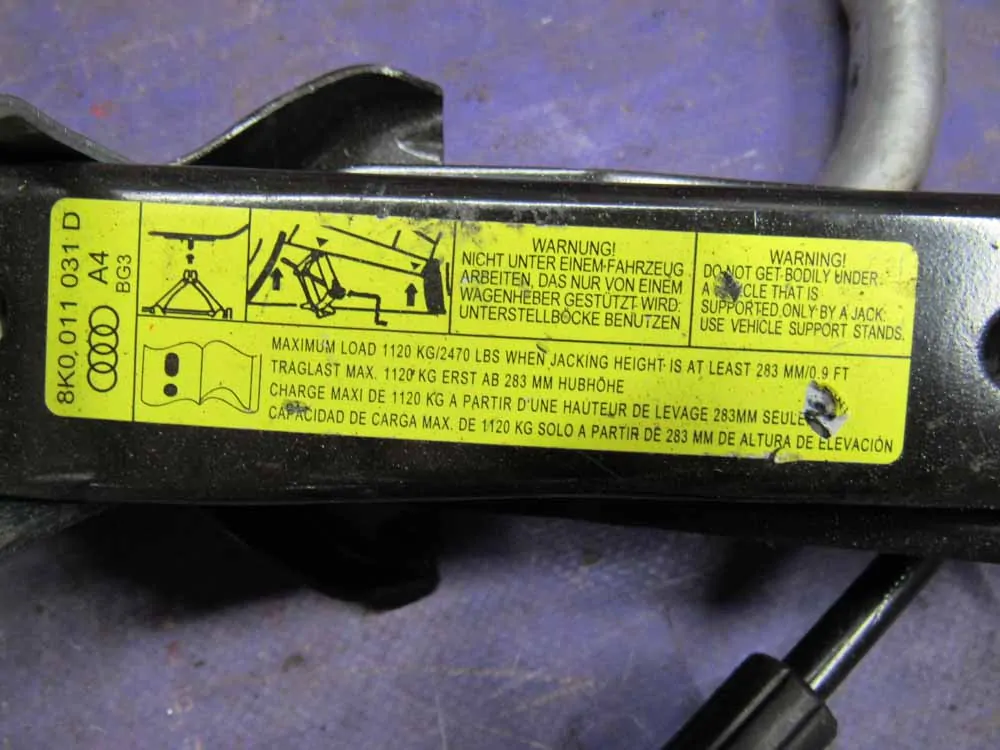 8K0 011 031 D
A4
BG3
WARNUNG!
NICHT UNTER EINEM FAHRZEUG
ARBEITEN, DAS NUR VON EINEM
WAGENHEBER GESTÜTZT WIRD.
UNTERSTELLBÖCKE BENUTZEN
WARNING!
DO NOT GET BODILY UNDER
A THAT IS
SUPPORTED ONLY BY A JACK.
USE VEHICLE SUPPORT STANDS.
MAXIMUM LOAD 1120 KG/2470 LBS WHEN JACKING HEIGHT IS AT LEAST 283 MM/0.9 FT
TRAGLAST MAX. 1120 KG ERST AB 283 MM HUBHÖHE
CHARGE MAXI DE 1120 KG A PARTIR D'UNE HAUTEUR DE LEVAGE 283MM
CAPACIDAD DE CARGA MAX. DE 1120 KG SOLO A PARTIR DE 283 MM DE ALTURA DE ELEVACIÓN